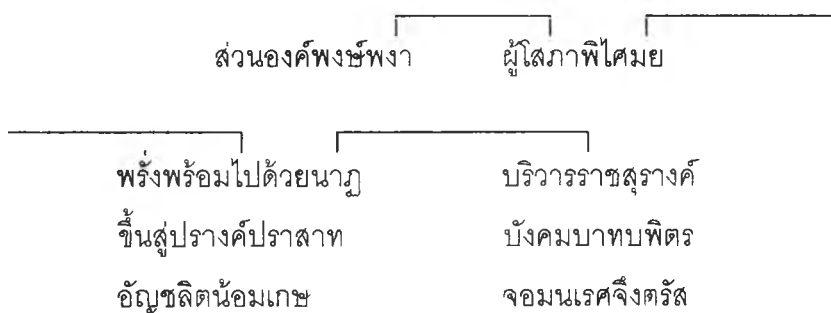 ส่วนองค์พงษ์พงา ผู้โสภาพิไศมย
พรั่งพร้อมไปด้วยนาฏ บริวารราชสุรางค์
ขึ้นสู่ปรางค์ปราสาท บังคมบาทบพิตร
อัญชลิตน้อมเกษ จอมนเรศจึงตรัส